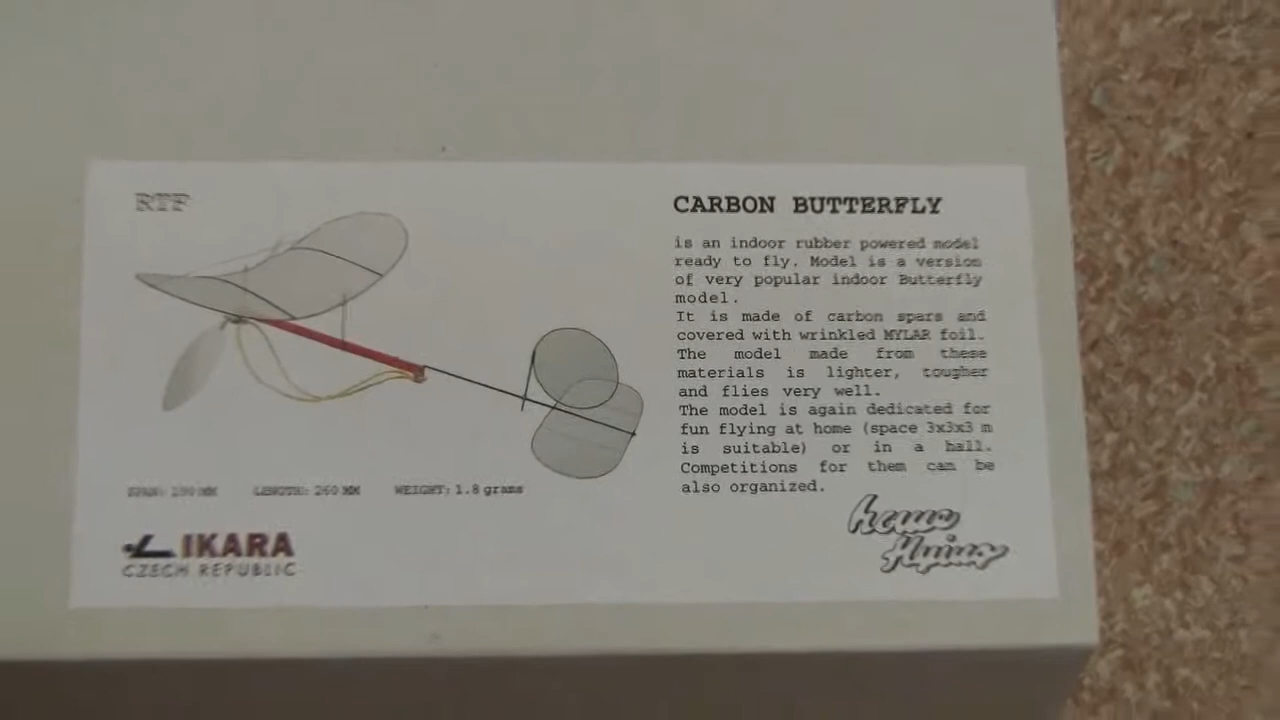 RTF
CARBON BUTTERFLY
is an indoor rubber powered model
ready to fly. Model is a version
of very popular indoor Butterfly
model.
It is made of carbon spars and
covered with wrinkled MYLAR foil.
The model made from these
materials is lighter, tougher
and flies very well.
The model is again dedicated for
fun flying at home (space 3x3x3 m
is suitable) or in a hall.
Competitions for them can be
also organized.
SPAN: MM LENGTH: 260 MM WEIGHT: 1.8 grams
home
flying
IKARA
CZECH REPUBLIC